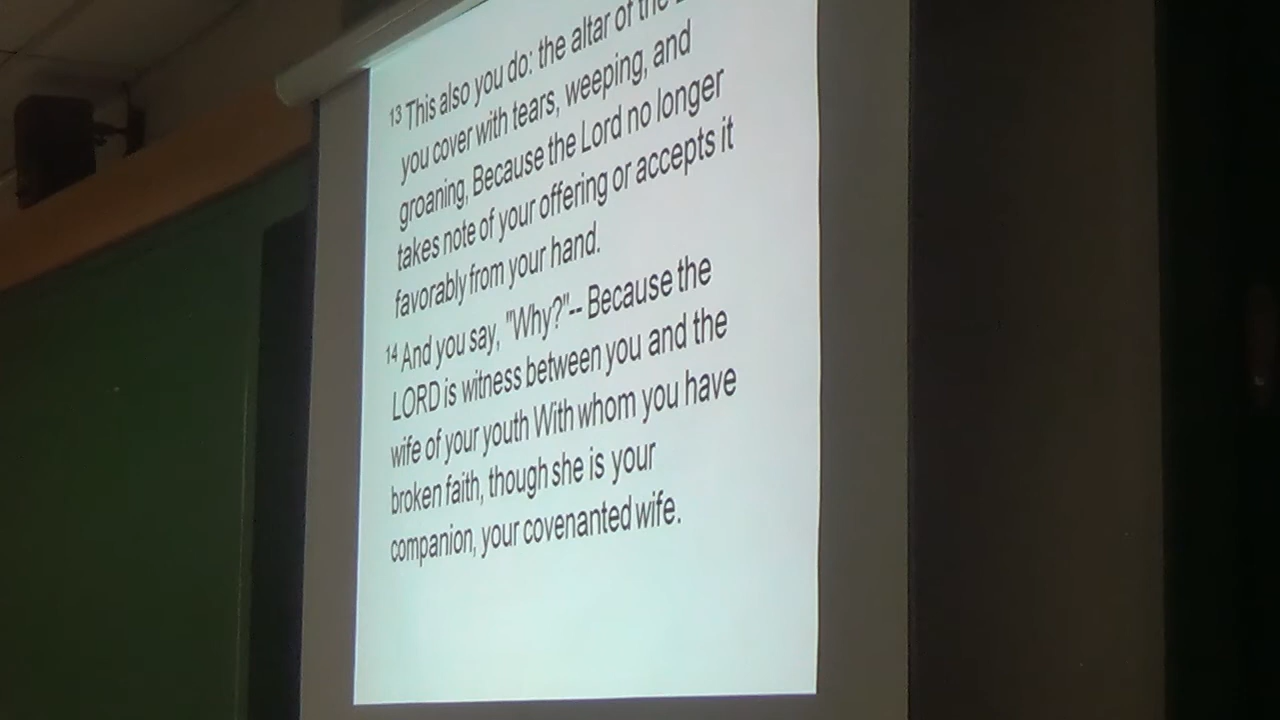 13 This also you do: the altar of the
you cover with tears, weeping, and
groaning, Because the Lord no longer
takes note of your offering or accepts it
favorably from your hand.
14 And you say, "Why?"-- Because the
LORD is witness between you and the
wife of your youth With whom you have
broken faith, though she is your
companion, your covenanted wife.